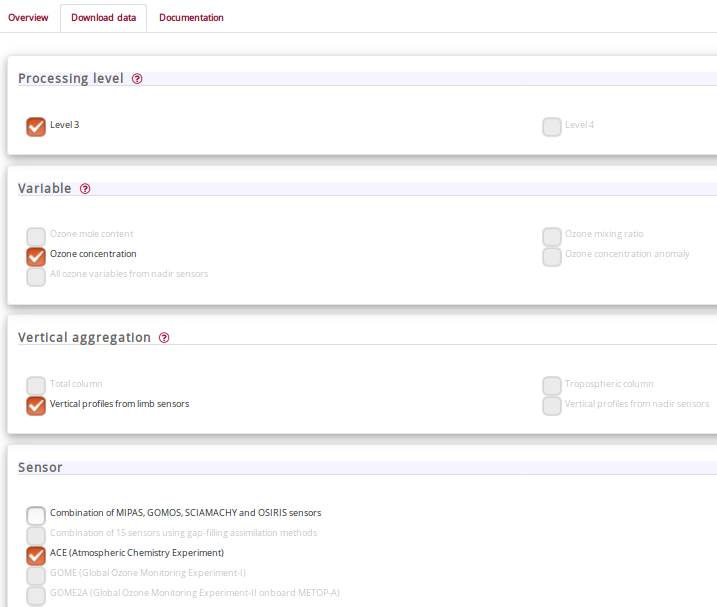 Overview Download data Documentation
Processing level ?
Level 3 Level 4
Variable ?
Ozone mole content Ozone mixing ratio
Ozone concentration Ozone concentration anomaly
All ozone variables from nadir sensors
Vertical aggregation ?
Total column Tropospheric column
Vertical profiles from limb sensors Vertical profiles from nadir sensors
Sensor
Combination of MIPAS, GOMOS, SCIAMACHY and OSIRIS sensors
Combination of 15 sensors using gap-filling assimilation methods
ACE (Atmospheric Chemistry Experiment)
GOME (Global Ozone Monitoring Experiment-I)
GOME2A (Global Ozone Monitoring Experiment-II onboard METOP-A)